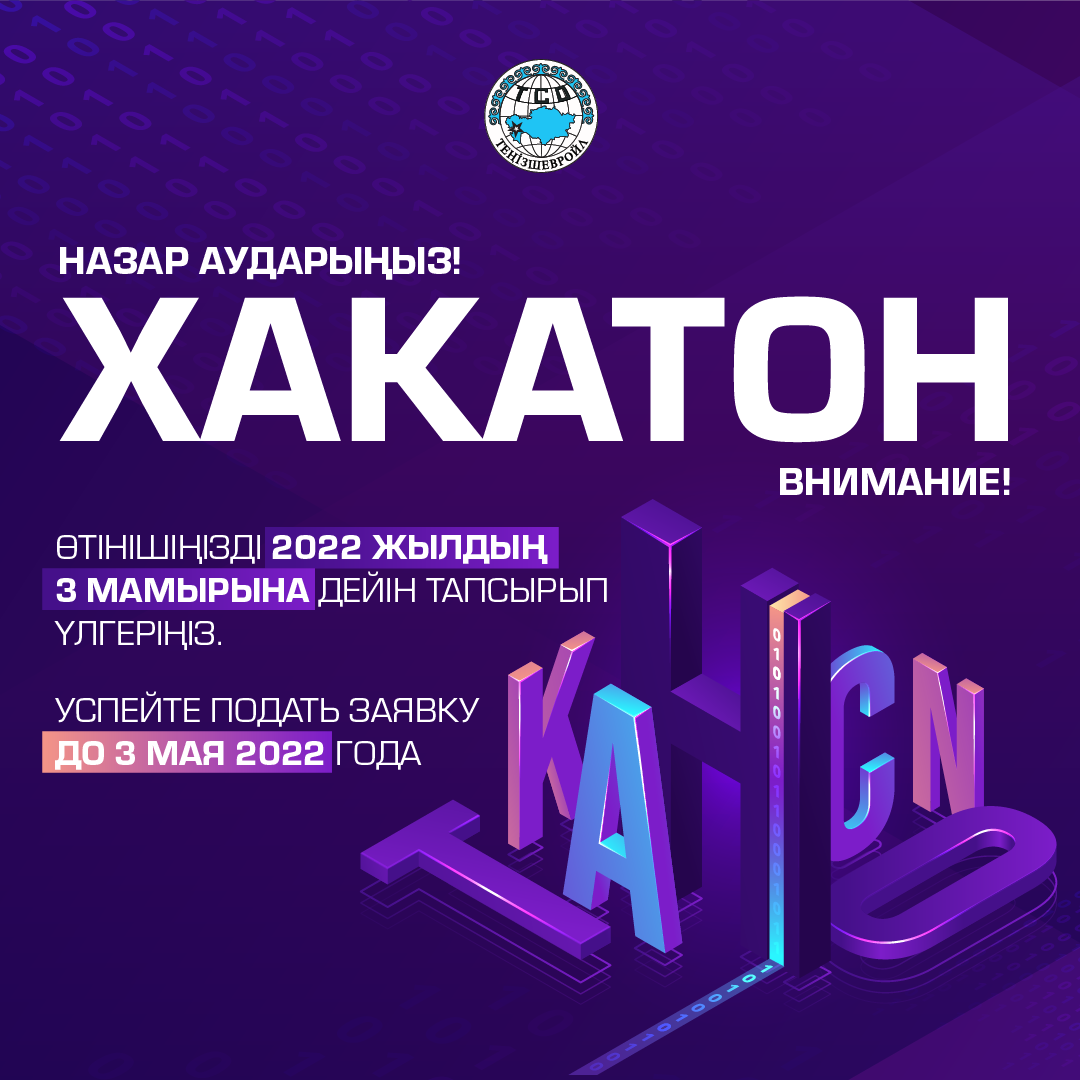 ТСО
ТЕҢІЗШЕВРОЙЛ
НАЗАР АУДАРЫҢЫЗ!
ХАКАТОН
ВНИМАНИЕ!
ӨТІНІШІҢІЗДІ 2022 ЖЫЛДЫҢ
3 МАМЫРЫНА ДЕЙІН ТАПСЫРЫП
ҮЛГЕРІҢІЗ.
УСПЕЙТЕ ПОДАТЬ ЗАЯВКУ
ДО 3 МАЯ 2022 ГОДА
T
K
A
H
C
N
O